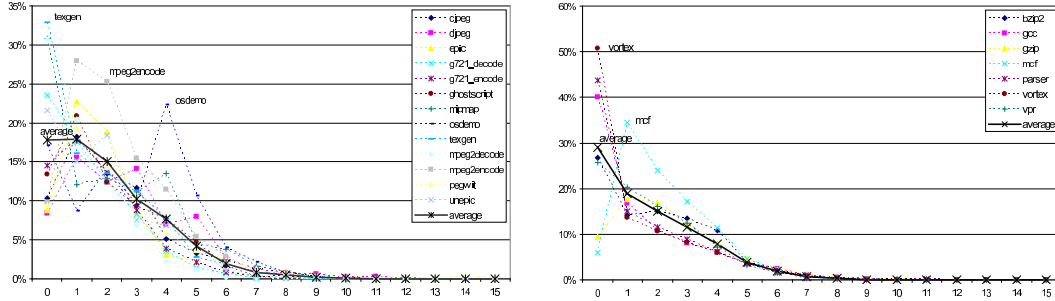 35%
30%
25%
20%
15%
10%
5%
0%
texgen
mpeg2encode
osdemo
average
0 1 2 3 4 5 6 7 8 9 10 11 12 13 14 15
cjpeg
djpeg
epic
g721_decode
g721_encode
ghostscript
mipmap
osdemo
texgen
mpeg2decode
mpeg2encode
pegwit
unepic
average
60%
50%
40%
30%
20%
10%
0%
vortex
mcf
average
0 1 2 3 4 5 6 7 8 9 10 11 12 13 14 15
bzip2
gcc
gzip
mcf
parser
vortex
vpr
average